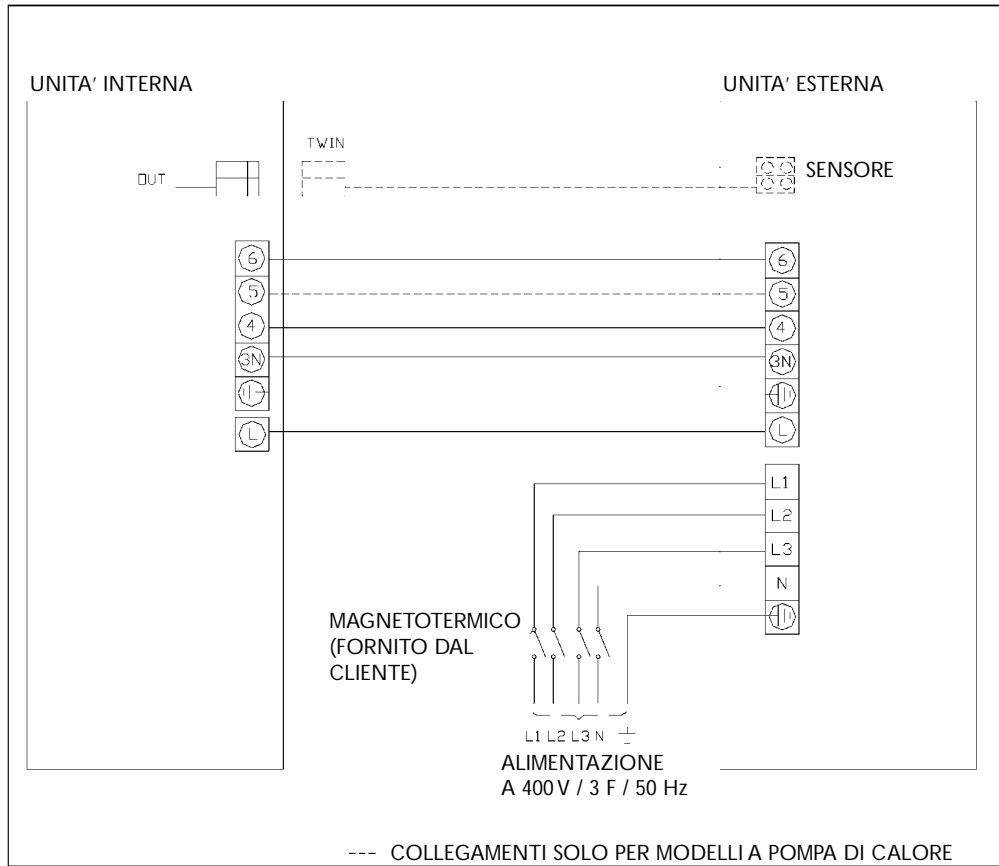 UNITA' INTERNA
UNITA' ESTERNA
TWIN
OUT
SENSORE
6
6
5
5
4
4
3N
3N
L
L
L1
L2
L3
N
MAGNETOTERMICO
(FORNITO DAL
CLIENTE)
L1 L2 L3 N
ALIMENTAZIONE
A 400 V / 3 F / 50 Hz
--- COLLEGAMENTI SOLO PER MODELLI A POMPA DI CALORE